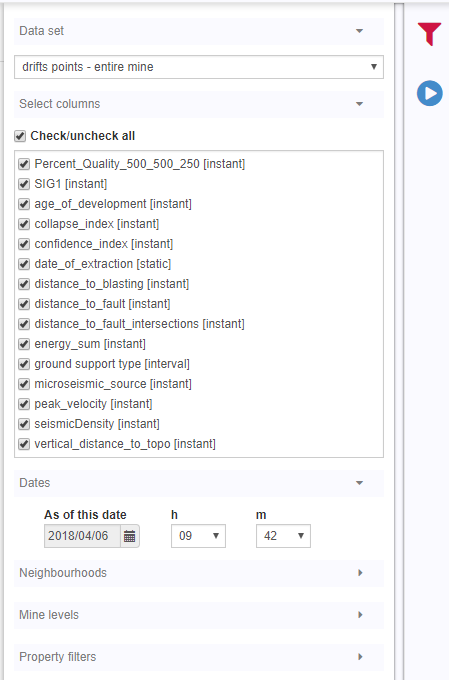 Data set
drifts points - entire mine
Select columns
Check/uncheck all
Percent_Quality_500_500_250 [instant]
SIG1 [instant]
age_of_development [instant]
collapse_index [instant]
confidence_index [instant]
date_of_extraction [static]
distance_to_blasting [instant]
distance_to_fault [instant]
distance_to_fault_intersections [instant]
energy_sum [instant]
ground support type [interval]
microseismic_source [instant]
peak_velocity [instant]
seismicDensity [instant]
vertical_distance_to_topo [instant]
Dates
As of this date h m
2018/04/06 09 42
Neighbourhoods
Mine levels
Property filters